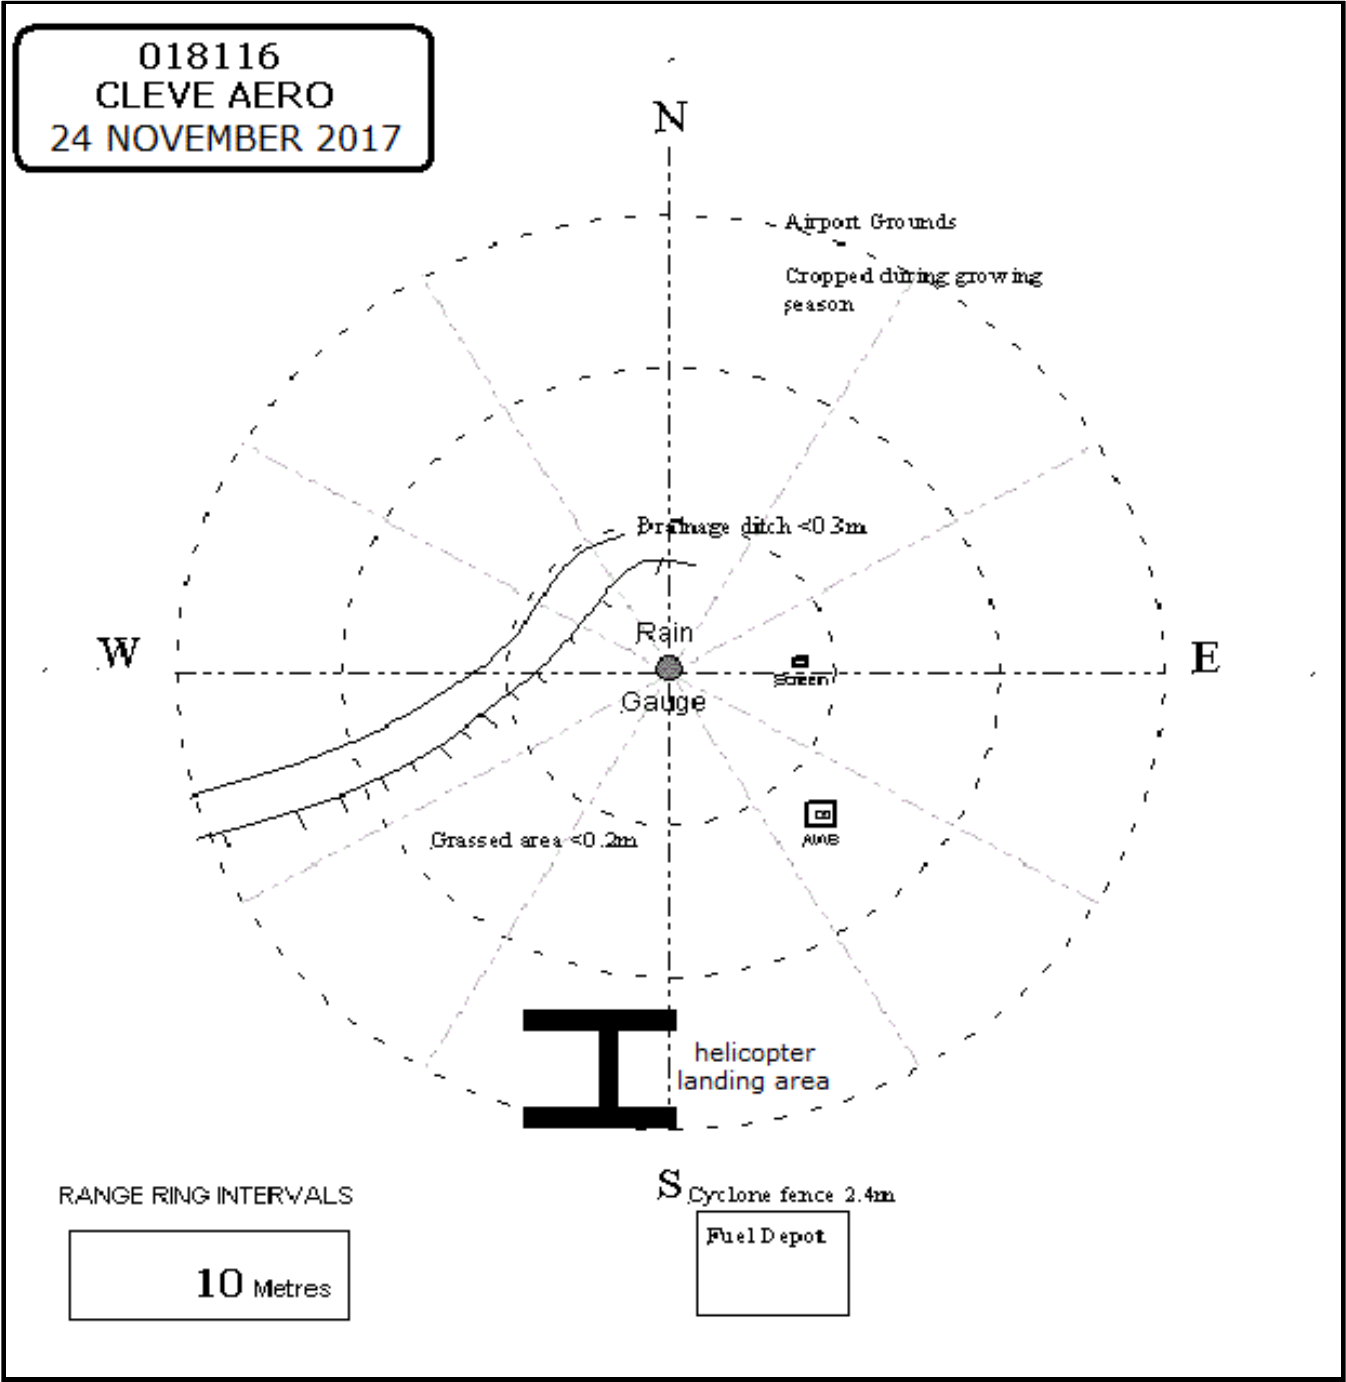 018116
CLEVE AERO
24 NOVEMBER 2017
N
Airport Grounds
Cropped during growing
season
Drainage ditch <0.3m
Rain
W
E
Screen
Gauge
Grassed area <0.2m
helicopter
landing area
S
Cyclone fence 2.4m
RANGE RING INTERVALS
Fuel Depot
10 Metres